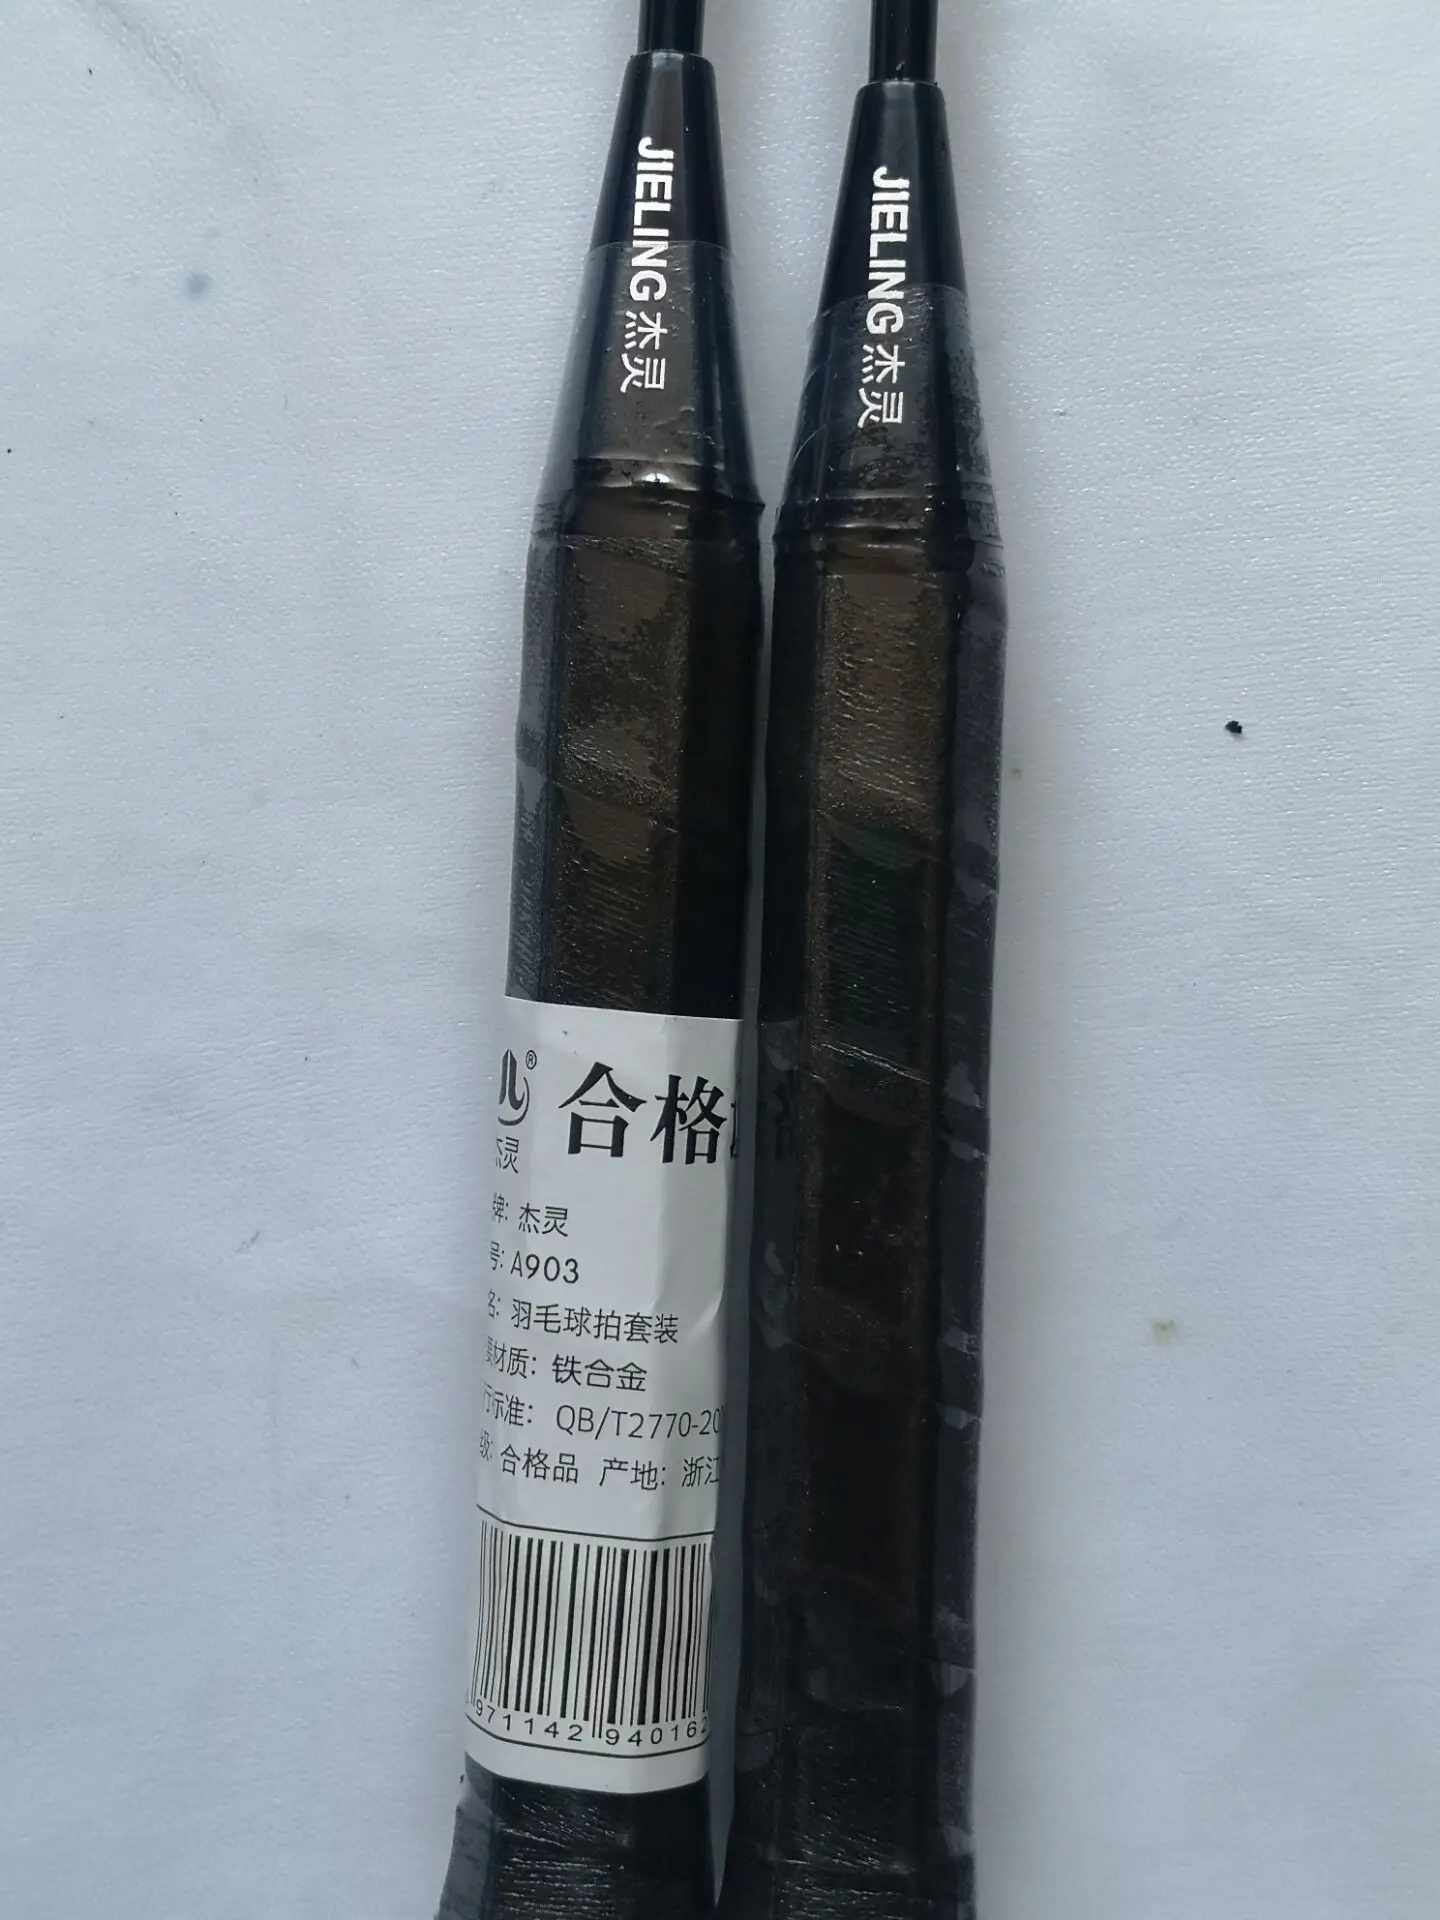 JIELING 杰灵
JIELING 杰灵
®
杰灵
合格
牌: 杰灵
号: A903
名: 羽毛球拍套装
要材质: 铁合金
行标准: QB/T2770-20
级: 合格品 产地: 浙江
971142 940162